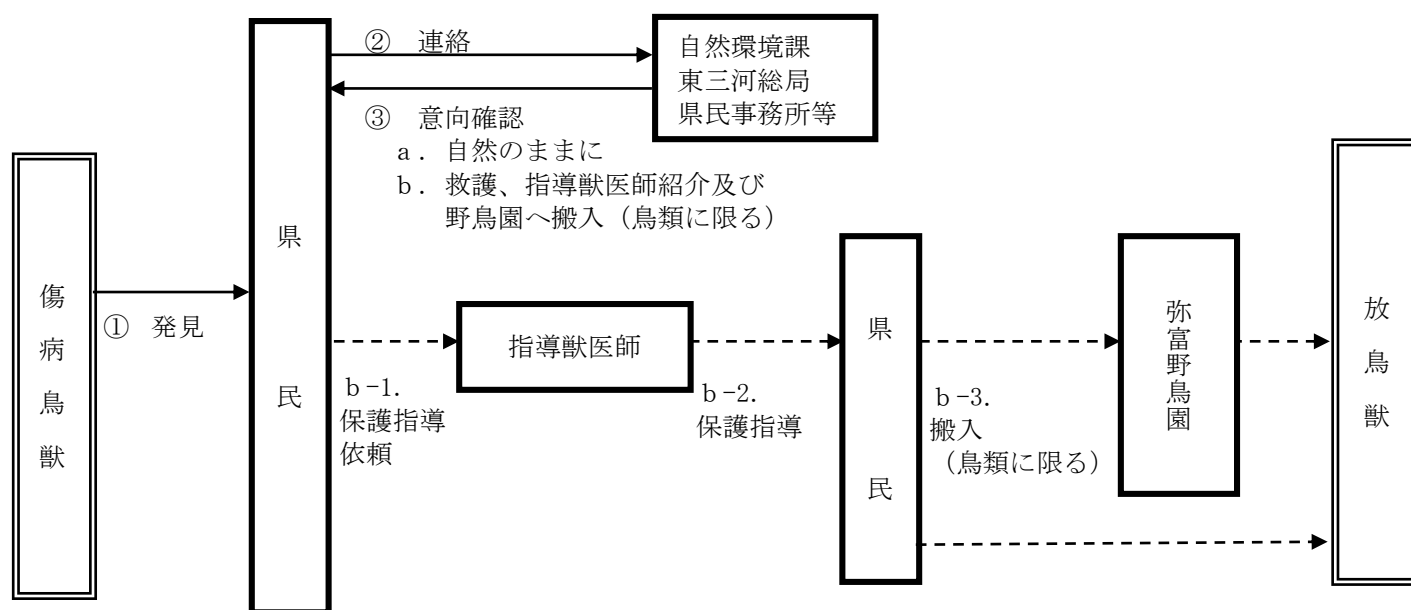 ② 連絡
自然環境課
東三河総局
県民事務所等
③ 意向確認
a．自然のままに
b．救護、指導獣医師紹介及び
野鳥園へ搬入（鳥類に限る）
傷病鳥獣
① 発見
県民
b-1.
保護指導
依頼
指導獣医師
b-2.
保護指導
県民
b-3.
搬入
（鳥類に限る）
弥富野鳥園
放鳥獣